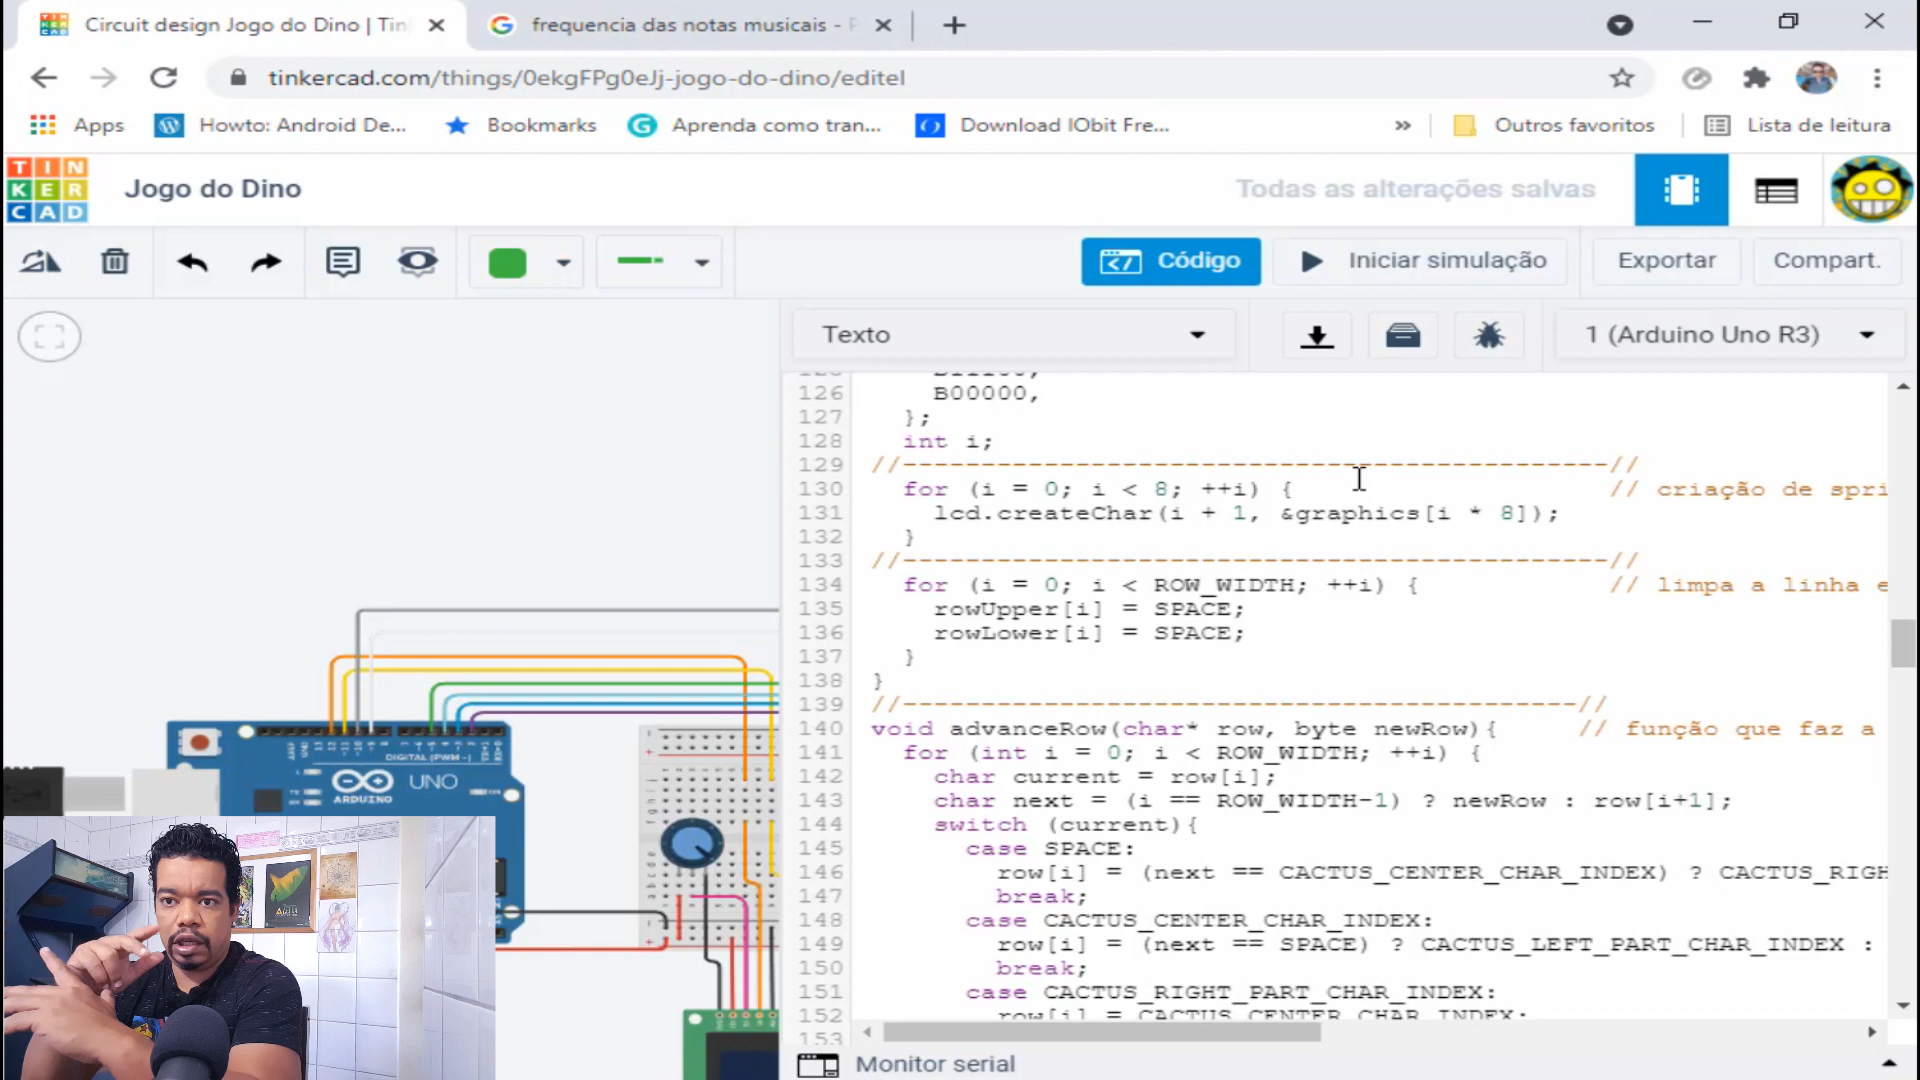 Circuit design Jogo do Dino | Tin
frequencia das notas musicais - P
tinkercad.com/things/0ekgFPg0eJj-jogo-do-dino/editel
Apps
Howto: Android De...
Bookmarks
Aprenda como tran...
Download IObit Fre...
»
Outros favoritos
Lista de leitura
TIN
KER
CAD
Jogo do Dino
Todas as alterações salvas
Código
Iniciar simulação
Exportar
Compart.
Texto
1 (Arduino Uno R3)
126 B00000,
127 };
128 int i;
129 //---------------------------------------------//
130 for (i = 0; i < 8; ++i) { // criação de spri
131 lcd.createChar(i + 1, &graphics[i * 8]);
132 }
133 //---------------------------------------------//
134 for (i = 0; i < ROW_WIDTH; ++i) { // limpa a linha e
135 rowUpper[i] = SPACE;
136 rowLower[i] = SPACE;
137 }
138 }
139 //-------------------------------------------//
140 void advanceRow(char* row, byte newRow){ // função que faz a
141 for (int i = 0; i < ROW_WIDTH; ++i) {
142 char current = row[i];
143 char next = (i == ROW_WIDTH-1) ? newRow : row[i+1];
144 switch (current){
145 case SPACE:
146 row[i] = (next == CACTUS_CENTER_CHAR_INDEX) ? CACTUS_RIGH
147 break;
148 case CACTUS_CENTER_CHAR_INDEX:
149 row[i] = (next == SPACE) ? CACTUS_LEFT_PART_CHAR_INDEX :
150 break;
151 case CACTUS_RIGHT_PART_CHAR_INDEX:
152 row[i] = CACTUS_CENTER_CHAR_INDEX;
153
DIGITAL (PWM~)
UNO
ARDUINO
Monitor serial